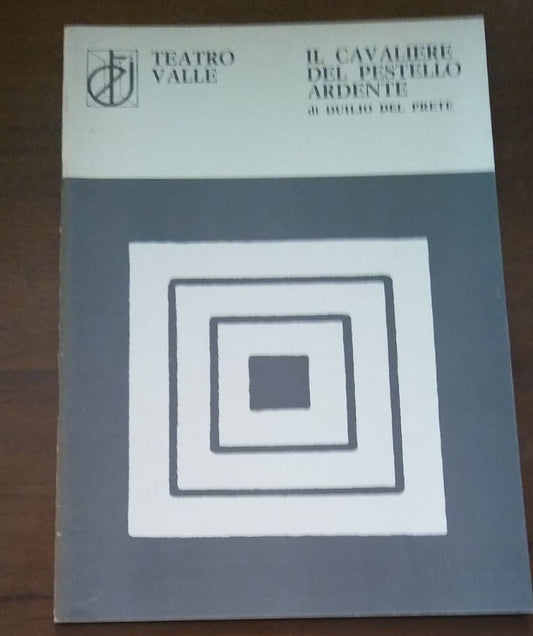 TEATRO
VALLE
IL CAVALIERE
DEL PESTELLO
ARDENTE
di DUILIO DEL PRETE